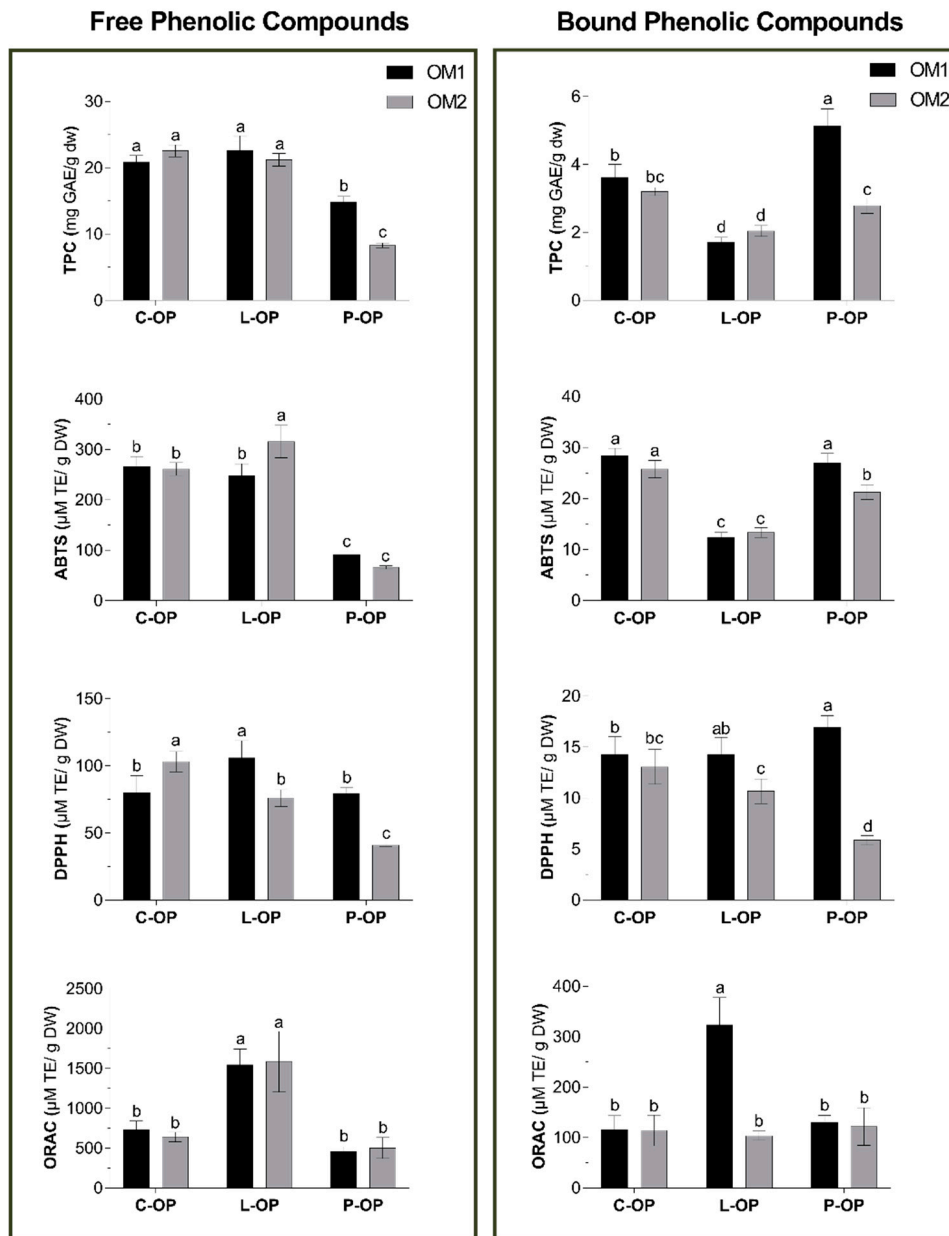 Free Phenolic Compounds
OM1
OM2
TPC (mg GAE/g dw)
30
20
10
0
a a a a b c
C-OP L-OP P-OP
ABTS (µM TE/ g DW)
400
300
200
100
0
b b b a c c
C-OP L-OP P-OP
DPPH (µM TE/ g DW)
150
100
50
0
b a a b b c
C-OP L-OP P-OP
ORAC (µM TE/ g DW)
2500
2000
1500
1000
500
0
b b a a b b
C-OP L-OP P-OP
Bound Phenolic Compounds
OM1
OM2
TPC (mg GAE/g dw)
6
4
2
0
b bc d d a c
C-OP L-OP P-OP
ABTS (µM TE/ g DW)
40
30
20
10
0
a a c c a b
C-OP L-OP P-OP
DPPH (µM TE/ g DW)
20
15
10
5
0
b bc ab c a d
C-OP L-OP P-OP
ORAC (µM TE/ g DW)
400
300
200
100
0
b b a b b b
C-OP L-OP P-OP